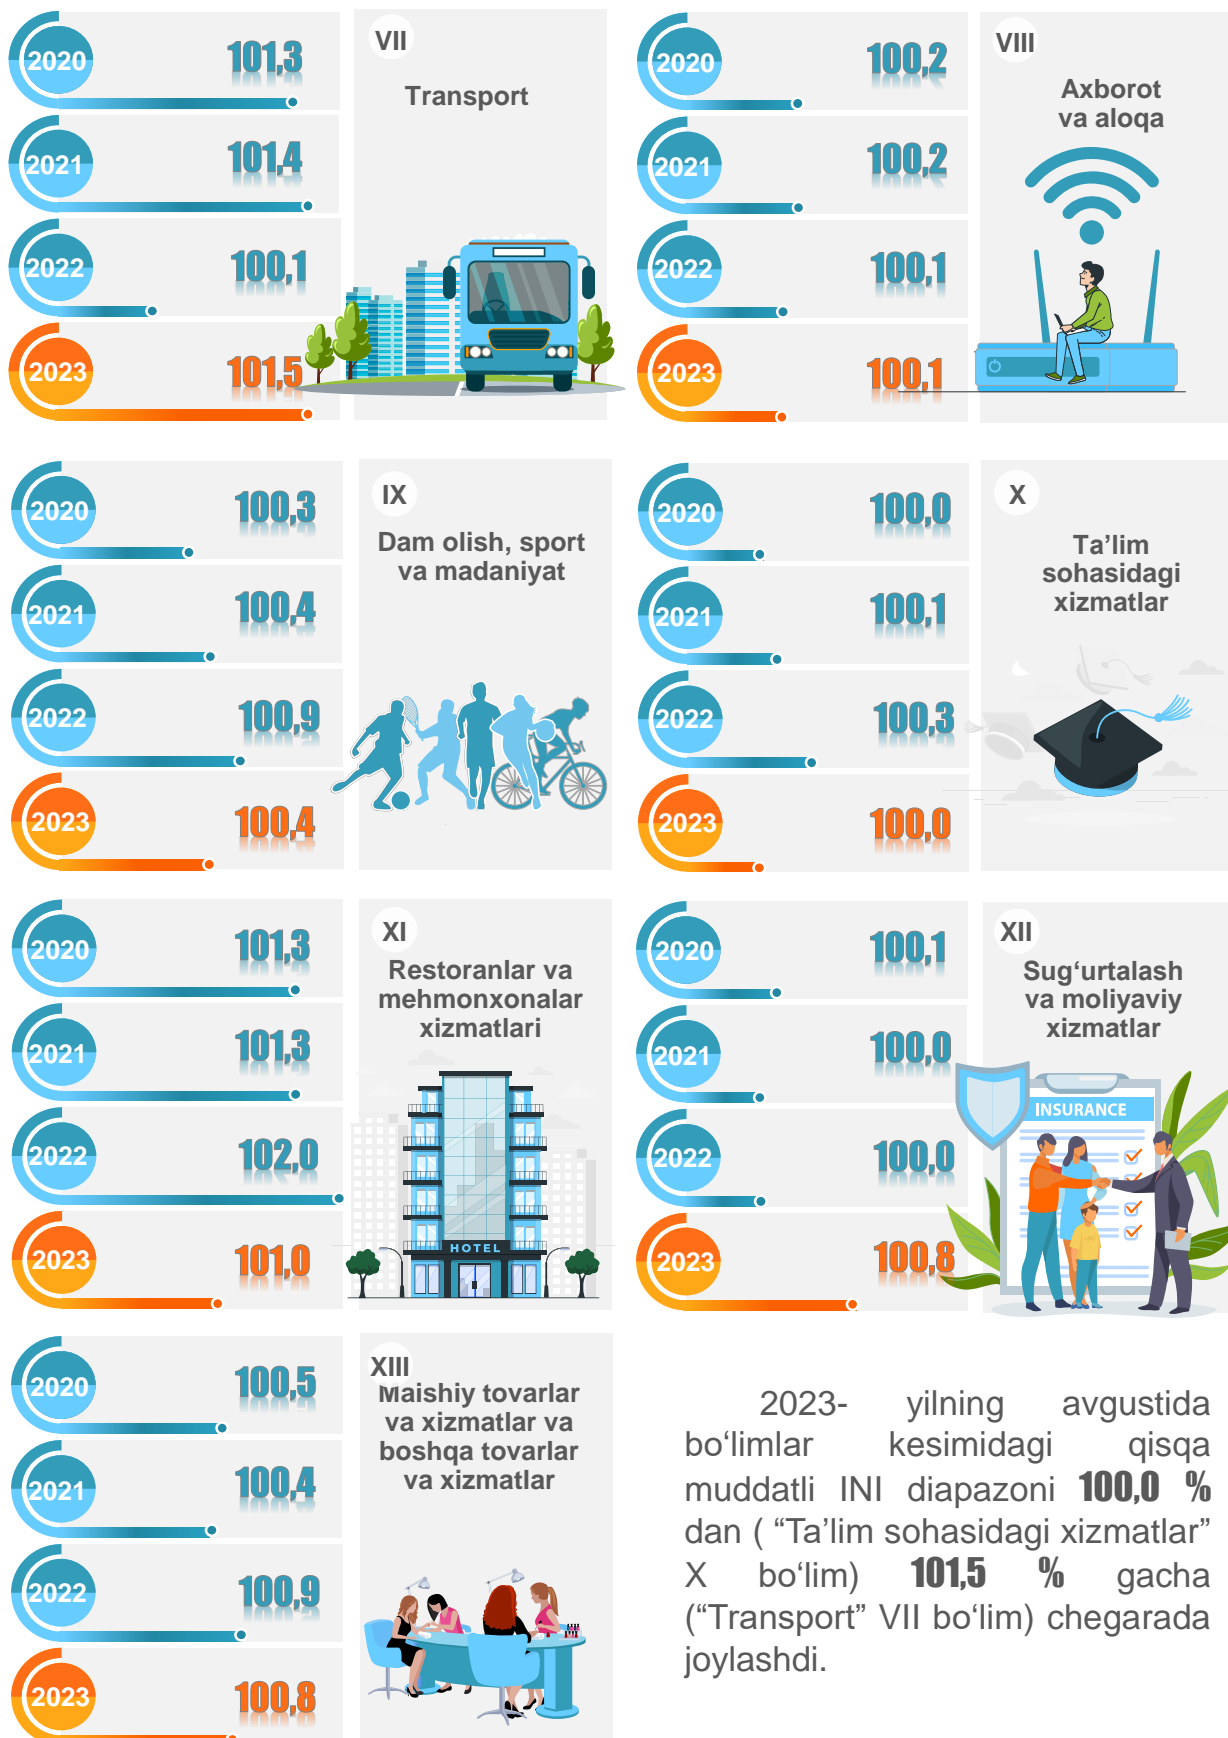 VII
Transport
2020 101,3
2021 101,4
2022 100,1
2023 101,5
VIII
Axborot
va aloqa
2020 100,2
2021 100,2
2022 100,1
2023 100,1
IX
Dam olish, sport
va madaniyat
2020 100,3
2021 100,4
2022 100,9
2023 100,4
X
Ta’lim
sohasidagi
xizmatlar
2020 100,0
2021 100,1
2022 100,3
2023 100,0
XI
Restoranlar va
mehmonxonalar
xizmatlari
2020 101,3
2021 101,3
2022 102,0
2023 101,0
HOTEL
XII
Sug‘urtalash
va moliyaviy
xizmatlar
2020 100,1
2021 100,0
2022 100,0
2023 100,8
INSURANCE
XIII
Maishiy tovarlar
va xizmatlar va
boshqa tovarlar
va xizmatlar
2020 100,5
2021 100,4
2022 100,9
2023 100,8
2023- yilning avgustida
bo‘limlar kesimidagi qisqa
muddatli INI diapazoni 100,0 %
dan ( “Ta’lim sohasidagi xizmatlar”
X bo‘lim) 101,5 % gacha
(“Transport” VII bo‘lim) chegarada
joylashdi.